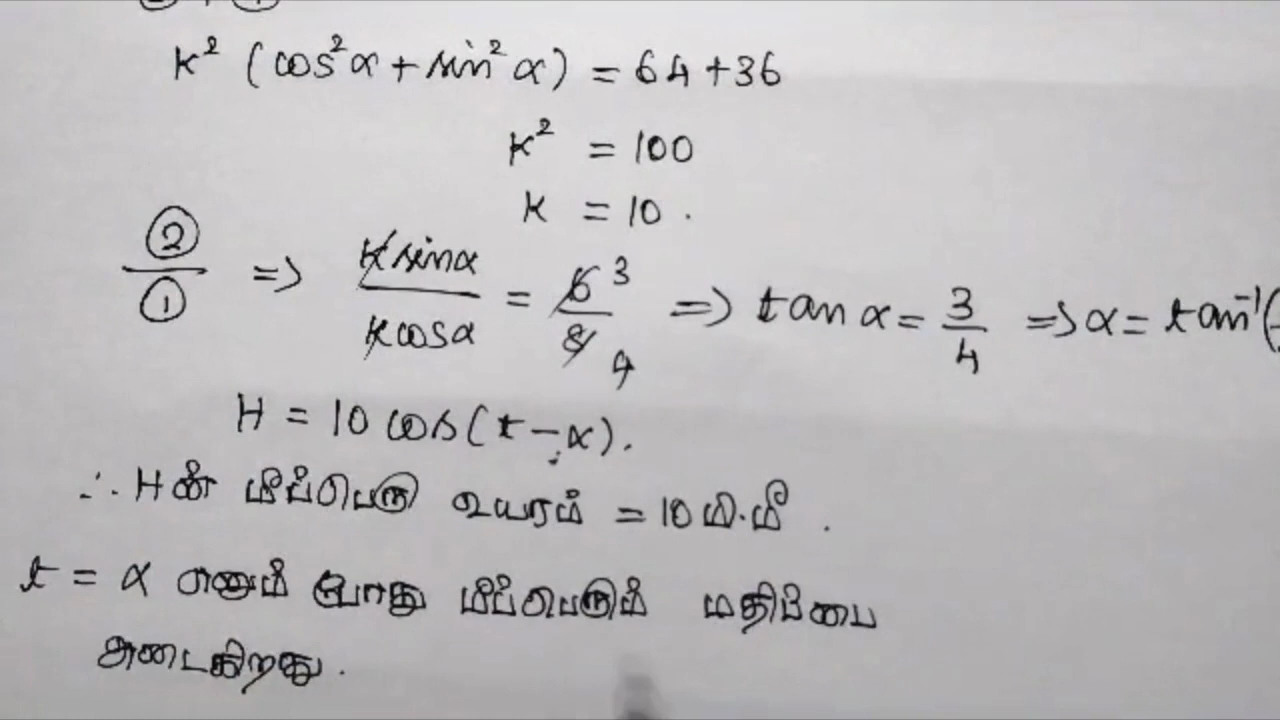 k² (cos²α + sin²α) = 64+36
k² = 100
k = 10 .
②/① => k sinα / k cosα = 6 3 / 8 4 => tan α = 3/4 => α = tan⁻¹(
H = 10 cos(t - α).
∴ H ன் மீப்பெரு உயரம் = 10 மி.மீ .
t = α எனும் போது மீப்பெரும் மதிப்பை
அடைகிறது .